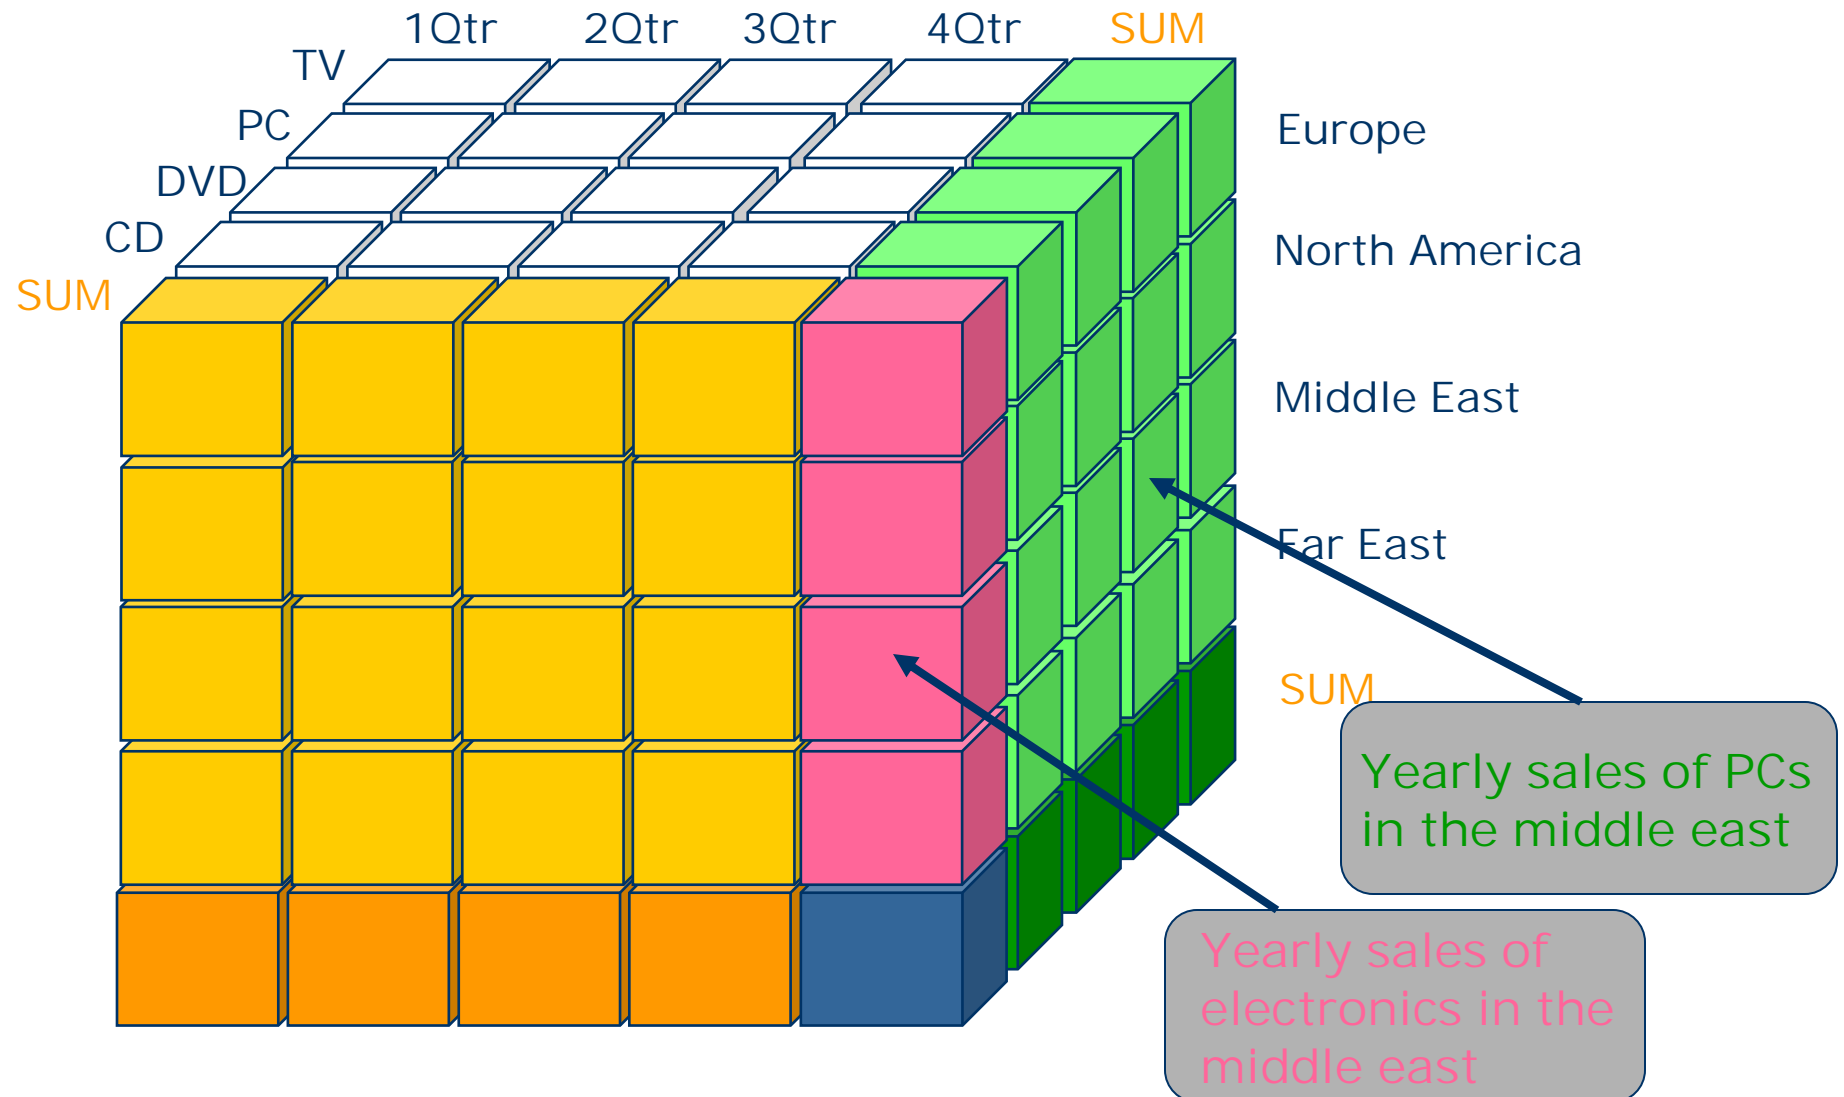 1Qtr 2Qtr 3Qtr 4Qtr SUM
TV
PC
DVD
CD
SUM
Europe
North America
Middle East
Far East
SUM
Yearly sales of PCs
in the middle east
Yearly sales of
electronics in the
middle east